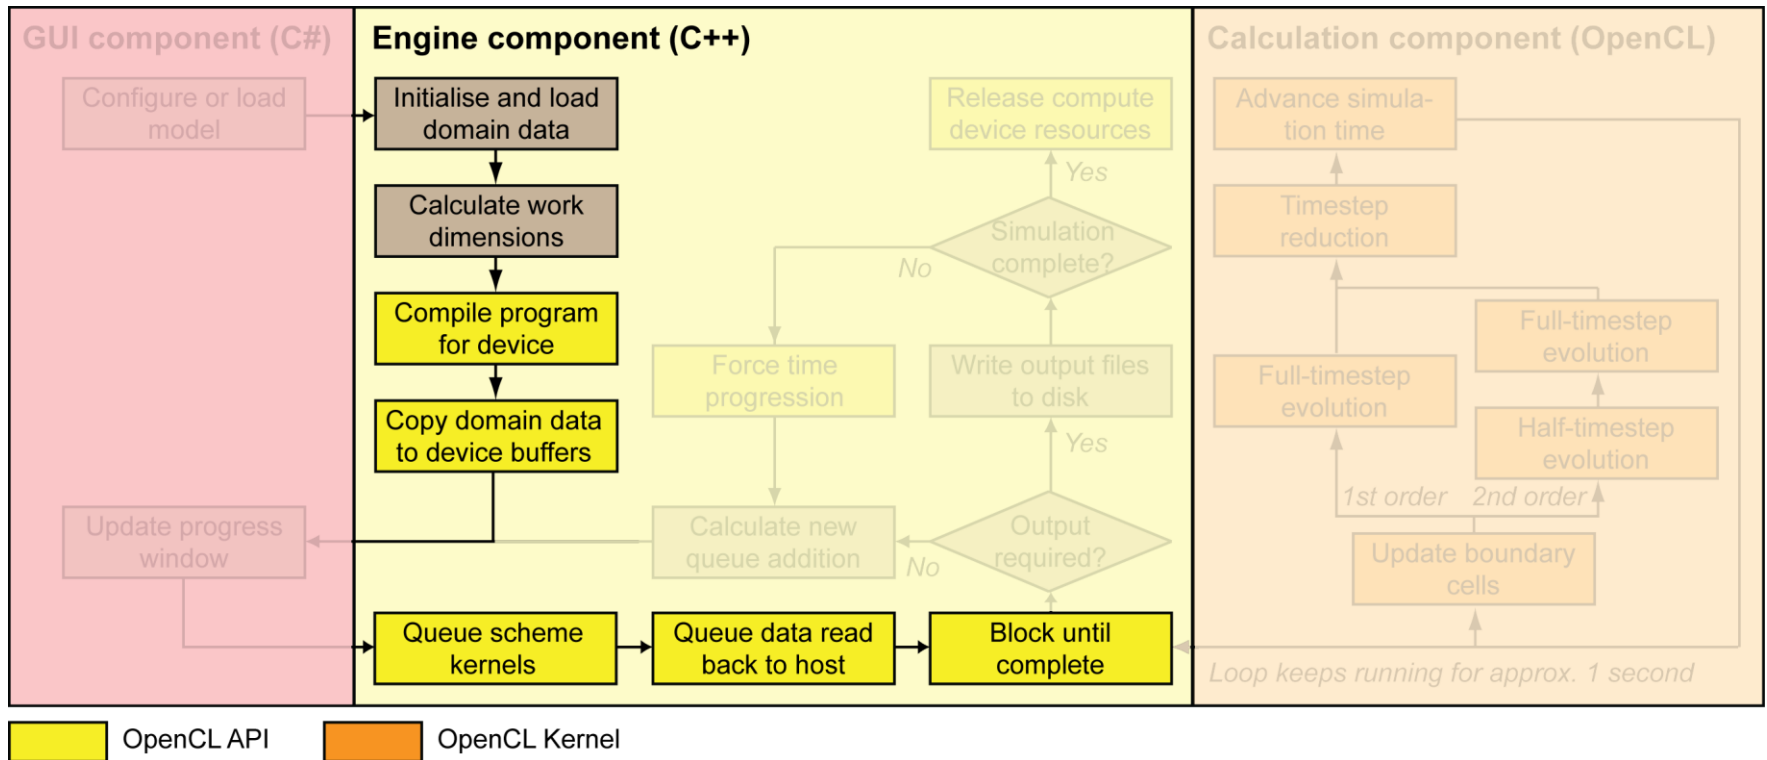 GUI component (C#)
Configure or load
model
Update progress
window
Engine component (C++)
Initialise and load
domain data
Calculate work
dimensions
Compile program
for device
Copy domain data
to device buffers
Queue scheme
kernels
Queue data read
back to host
Block until
complete
Release compute
device resources
Yes
Simulation
complete?
No
Force time
progression
Write output files
to disk
Yes
Calculate new
queue addition
Output
required?
No
Calculation component (OpenCL)
Advance simula-
tion time
Timestep
reduction
Full-timestep
evolution
Full-timestep
evolution
Half-timestep
evolution
1st order
2nd order
Update boundary
cells
Loop keeps running for approx. 1 second
OpenCL API
OpenCL Kernel